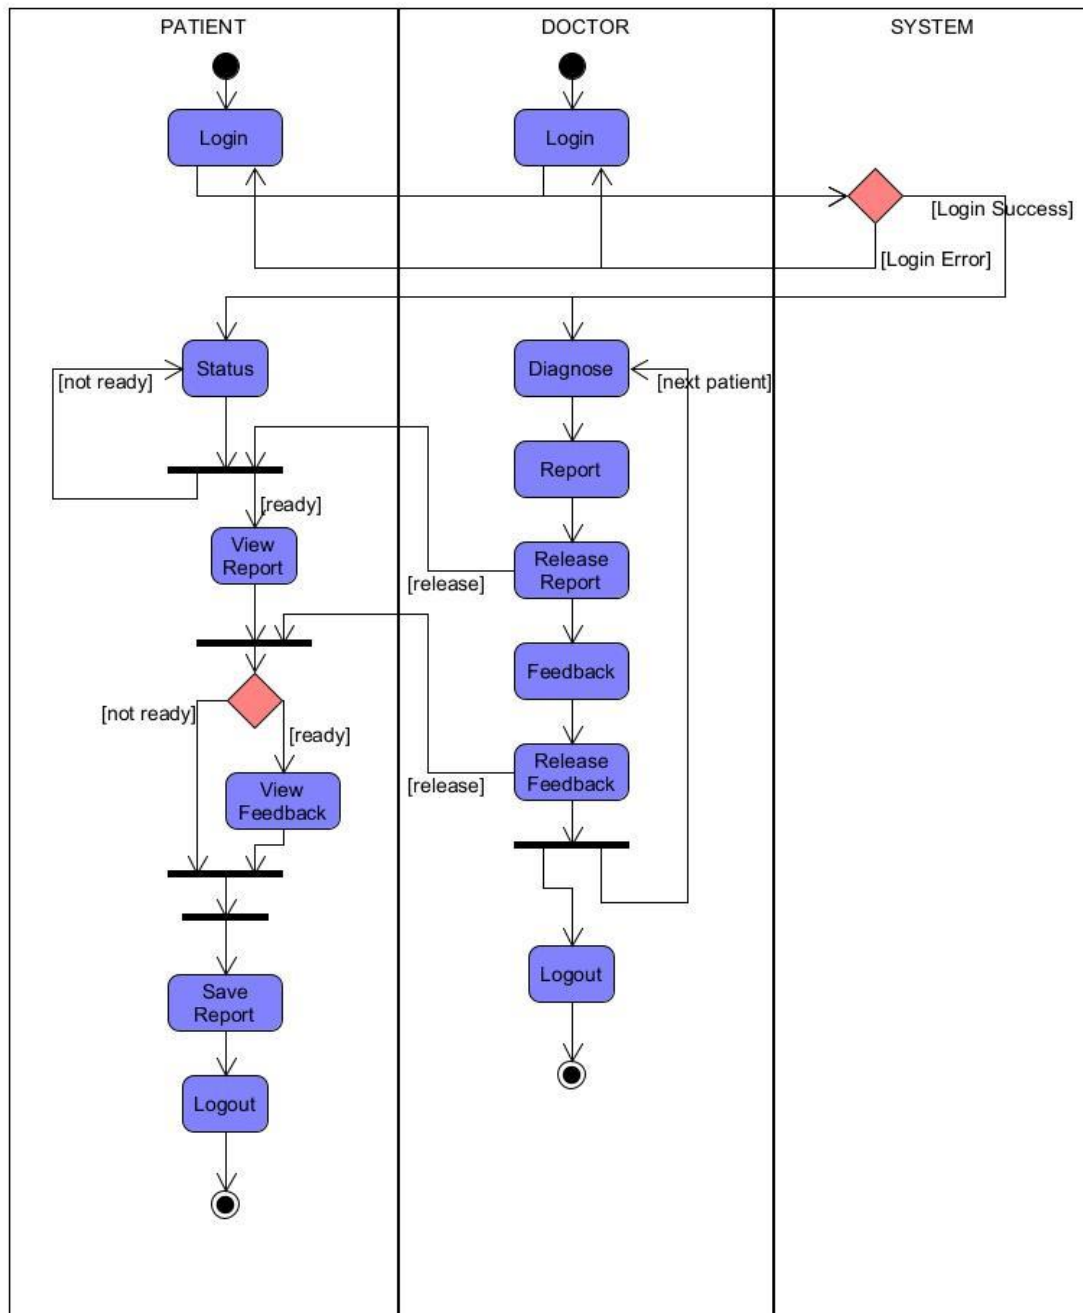 PATIENT
DOCTOR
SYSTEM
Login
Login
[Login Success]
[Login Error]
Status
[not ready]
Diagnose
[next patient]
Report
[ready]
View
Report
Release
Report
[release]
Feedback
[not ready]
[ready]
View
Feedback
Release
Feedback
[release]
Logout
Save
Report
Logout